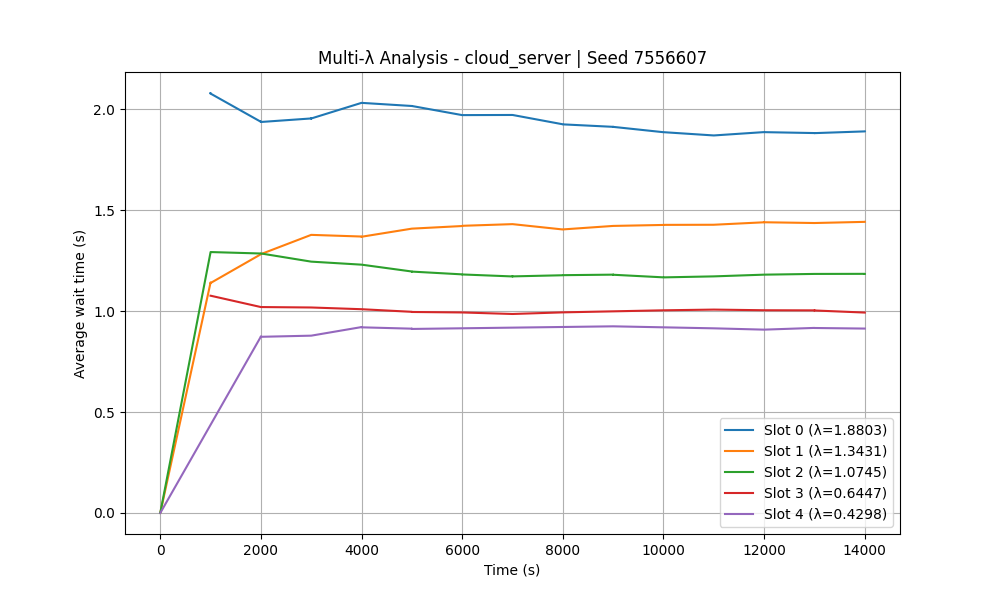 Multi-λ Analysis - cloud_server | Seed 7556607
Average wait time (s)
2.0
1.5
1.0
0.5
0.0
Slot 0 (λ=1.8803)
Slot 1 (λ=1.3431)
Slot 2 (λ=1.0745)
Slot 3 (λ=0.6447)
Slot 4 (λ=0.4298)
0 2000 4000 6000 8000 10000 12000 14000
Time (s)